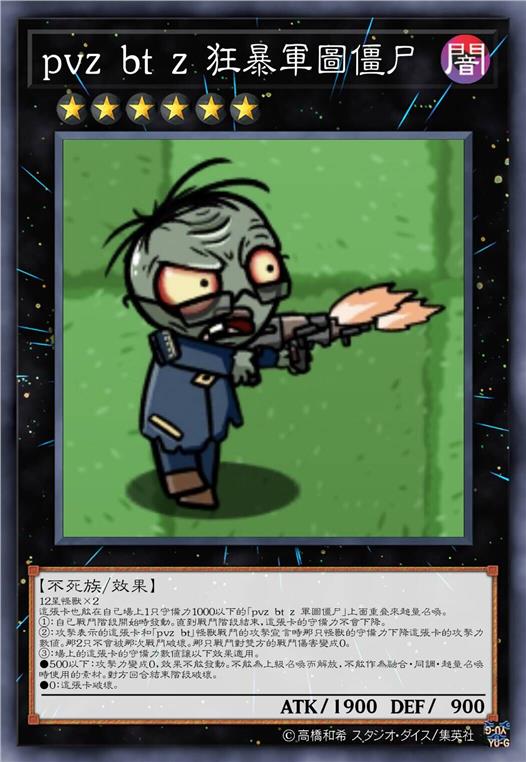 pvz bt z 狂暴軍圖僵尸 闇
【不死族/效果】
12星怪獸×2
這張卡也能在自己場上1只守備力1000以下的「pvz bt z 軍圖僵尸」上面重疊來超量召喚。
①：自己戰鬥階段開始時發動。直到戰鬥階段結束，這張卡的守備力不會下降。
②：攻擊表示的這張卡和「pvz bt」怪獸戰鬥的攻擊宣言時那只怪獸的守備力下降這張卡的攻擊力
數值。那2只不會被那次戰鬥破壞。那只戰鬥對雙方的戰鬥傷害變成0。
③：場上的這張卡的守備力數值讓以下效果適用。
●500以下：攻擊力變成0，效果不能發動。不能為上級召喚而解放，不能作為融合·同調·超量召喚
時使用的素材。對方回合結束階段破壞。
●0：這張卡破壞。
ATK/1900 DEF/ 900
©高橋和希 スタジオ·ダイス/集英社
YU-G